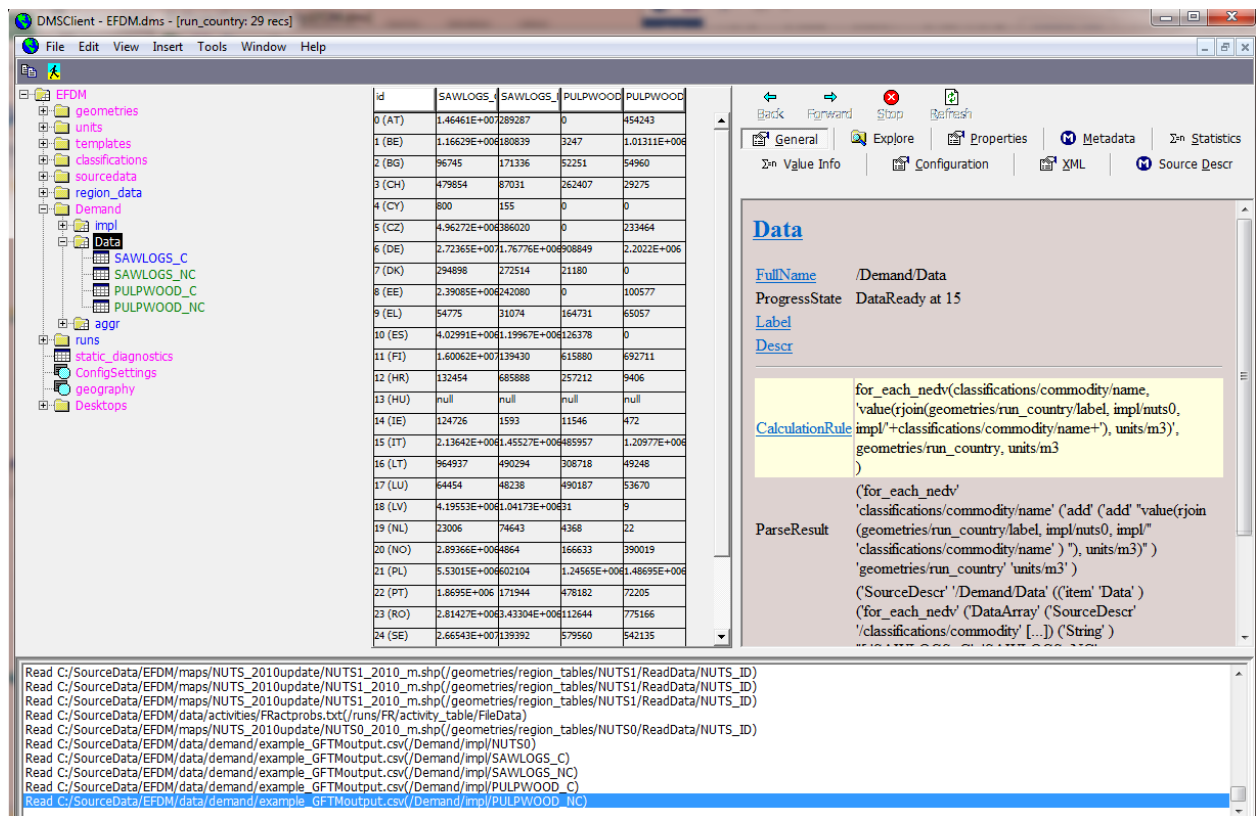 DMSClient - EFDM.dms - [run_country: 29 recs]
File Edit View Insert Tools Window Help
EFDM
geometries
units
templates
classifications
sourcedata
region_data
Demand
impl
Data
SAWLOGS_C
SAWLOGS_NC
PULPWOOD_C
PULPWOOD_NC
aggr
runs
static_diagnostics
ConfigSettings
geography
Desktops
id SAWLOGS_( SAWLOGS_I PULPWOOD PULPWOOD
0 (AT) 1.46461E+007 289287 0 454243
1 (BE) 1.16629E+006 180839 3247 1.01311E+006
2 (BG) 96745 171336 52251 54960
3 (CH) 479854 87031 262407 29275
4 (CY) 800 155 0 0
5 (CZ) 4.96272E+006 386020 0 233464
6 (DE) 2.72365E+007 1.76776E+006 908849 2.2022E+006
7 (DK) 294898 272514 21180 0
8 (EE) 2.39085E+006 242080 0 100577
9 (EL) 54775 31074 164731 65057
10 (ES) 4.02991E+006 1.19967E+006 126378 0
11 (FI) 1.60062E+007 139430 615880 692711
12 (HR) 132454 685888 257212 9406
13 (HU) null null null null
14 (IE) 124726 1593 11546 472
15 (IT) 2.13642E+006 1.45527E+006 485957 1.20977E+006
16 (LT) 964937 490294 308718 49248
17 (LU) 64454 48238 490187 53670
18 (LV) 4.19553E+006 1.04173E+006 31 9
19 (NL) 23006 74643 4368 22
20 (NO) 2.89366E+006 4864 166633 390019
21 (PL) 5.53015E+006 602104 1.24565E+006 1.48695E+006
22 (PT) 1.8695E+006 171944 478182 72205
23 (RO) 2.81427E+006 3.43304E+006 112644 775166
24 (SE) 2.66543E+007 139392 579560 542135
Back Forward Stop Refresh
General Explore Properties Metadata Σ=n Statistics
Σ=n Value Info Configuration XML Source Descr
Data
FullName /Demand/Data
ProgressState DataReady at 15
Label
Descr
for_each_nedv(classifications/commodity/name,
'value(rjoin(geometries/run_country/label, impl/nuts0,
CalculationRule impl/'+classifications/commodity/name+'), units/m3)',
geometries/run_country, units/m3
)
('for_each_nedv'
'classifications/commodity/name' ('add' ('add' "value(rjoin
ParseResult (geometries/run_country/label, impl/nuts0, impl/"
'classifications/commodity/name' ) "), units/m3)" )
'geometries/run_country' 'units/m3' )
('SourceDescr' '/Demand/Data' (('item' 'Data' )
('for_each_nedv' ('DataArray' ('SourceDescr'
'/classifications/commodity' [...]) ('String' )
Read C:/SourceData/EFDM/maps/NUTS_2010update/NUTS1_2010_m.shp(/geometries/region_tables/NUTS1/ReadData/NUTS_ID)
Read C:/SourceData/EFDM/maps/NUTS_2010update/NUTS1_2010_m.shp(/geometries/region_tables/NUTS1/ReadData/NUTS_ID)
Read C:/SourceData/EFDM/maps/NUTS_2010update/NUTS1_2010_m.shp(/geometries/region_tables/NUTS1/ReadData/NUTS_ID)
Read C:/SourceData/EFDM/data/activities/FRactprobs.txt(/runs/FR/activity_table/FileData)
Read C:/SourceData/EFDM/maps/NUTS_2010update/NUTS0_2010_m.shp(/geometries/region_tables/NUTS0/ReadData/NUTS_ID)
Read C:/SourceData/EFDM/data/demand/example_GFTMoutput.csv(/Demand/impl/NUTS0)
Read C:/SourceData/EFDM/data/demand/example_GFTMoutput.csv(/Demand/impl/SAWLOGS_C)
Read C:/SourceData/EFDM/data/demand/example_GFTMoutput.csv(/Demand/impl/SAWLOGS_NC)
Read C:/SourceData/EFDM/data/demand/example_GFTMoutput.csv(/Demand/impl/PULPWOOD_C)
Read C:/SourceData/EFDM/data/demand/example_GFTMoutput.csv(/Demand/impl/PULPWOOD_NC)